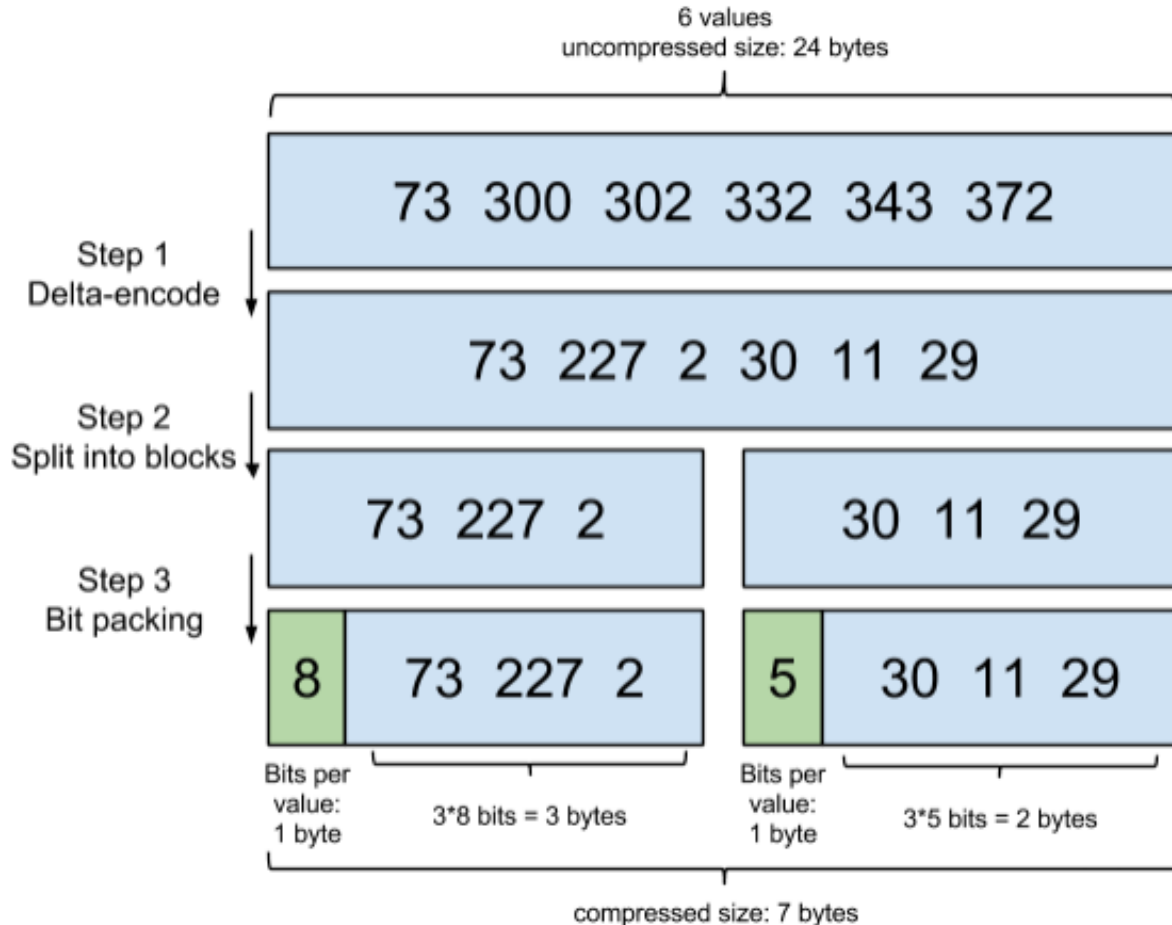 6 values
uncompressed size: 24 bytes
73 300 302 332 343 372
Step 1
Delta-encode
73 227 2 30 11 29
Step 2
Split into blocks
73 227 2
30 11 29
Step 3
Bit packing
8
73 227 2
5
30 11 29
Bits per
value:
1 byte
3*8 bits = 3 bytes
Bits per
value:
1 byte
3*5 bits = 2 bytes
compressed size: 7 bytes